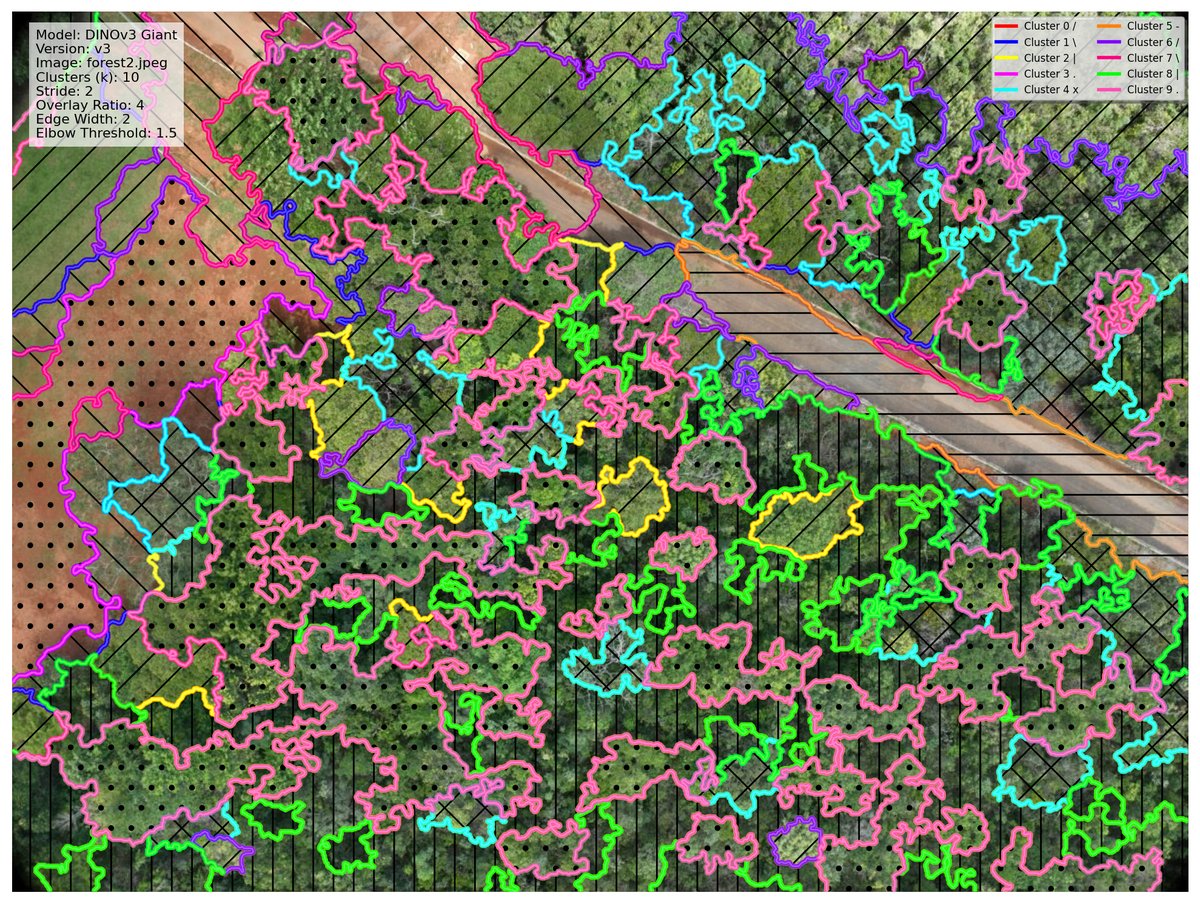 Model: DINOv3 Giant
Version: v3
Image: forest2.jpeg
Clusters (k): 10
Stride: 2
Overlay Ratio: 4
Edge Width: 2
Elbow Threshold: 1.5
Cluster 0 /
Cluster 1 \
Cluster 2 |
Cluster 3 .
Cluster 4 x
Cluster 5 -
Cluster 6 /
Cluster 7 \
Cluster 8 |
Cluster 9 .